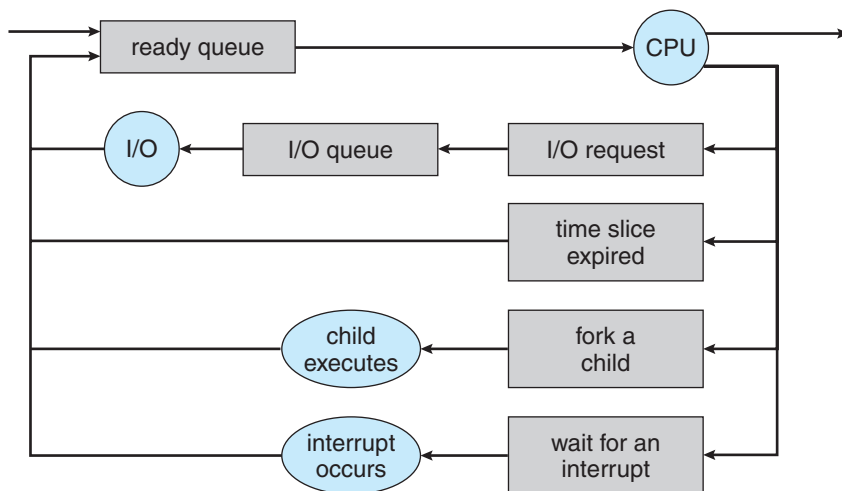 ready queue
CPU
I/O
I/O queue
I/O request
time slice
expired
child
executes
fork a
child
interrupt
occurs
wait for an
interrupt